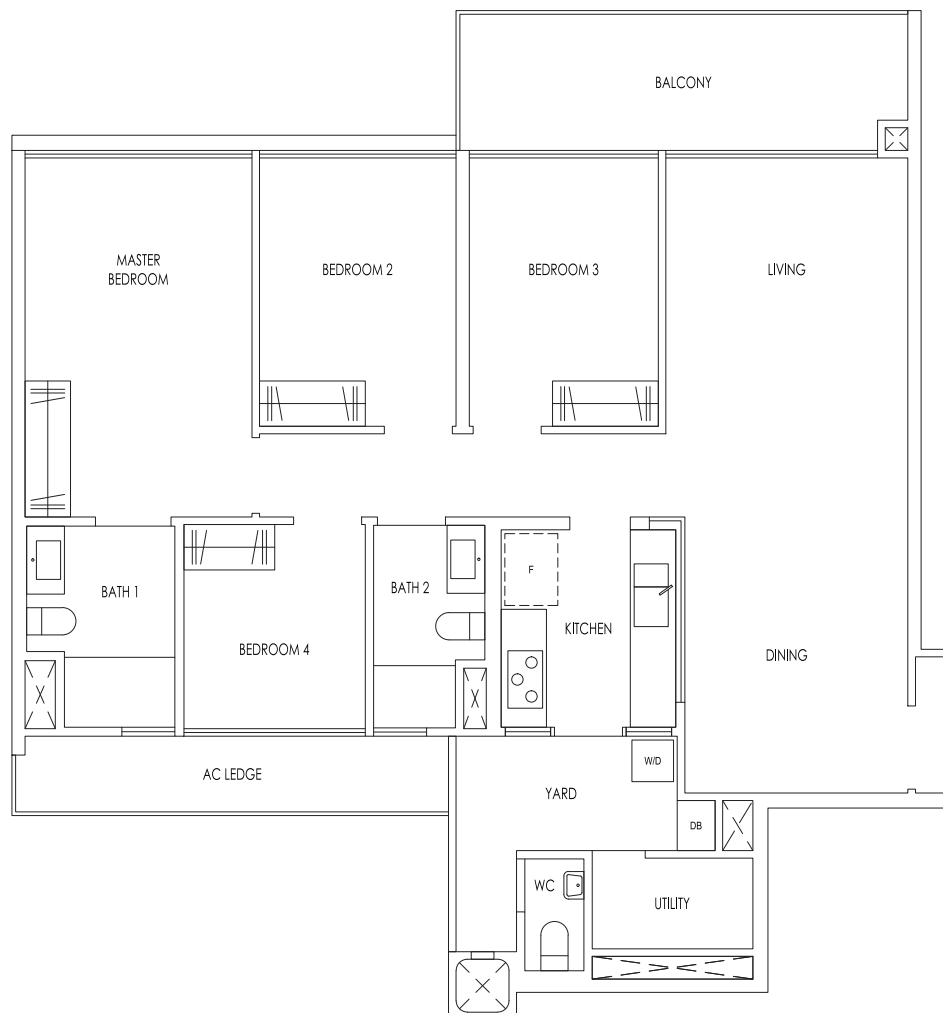 BALCONY
MASTER
BEDROOM
BEDROOM 2
BEDROOM 3
LIVING
BATH 1
BEDROOM 4
BATH 2
F
KITCHEN
DINING
AC LEDGE
W/D
YARD
DB
WC
UTILITY